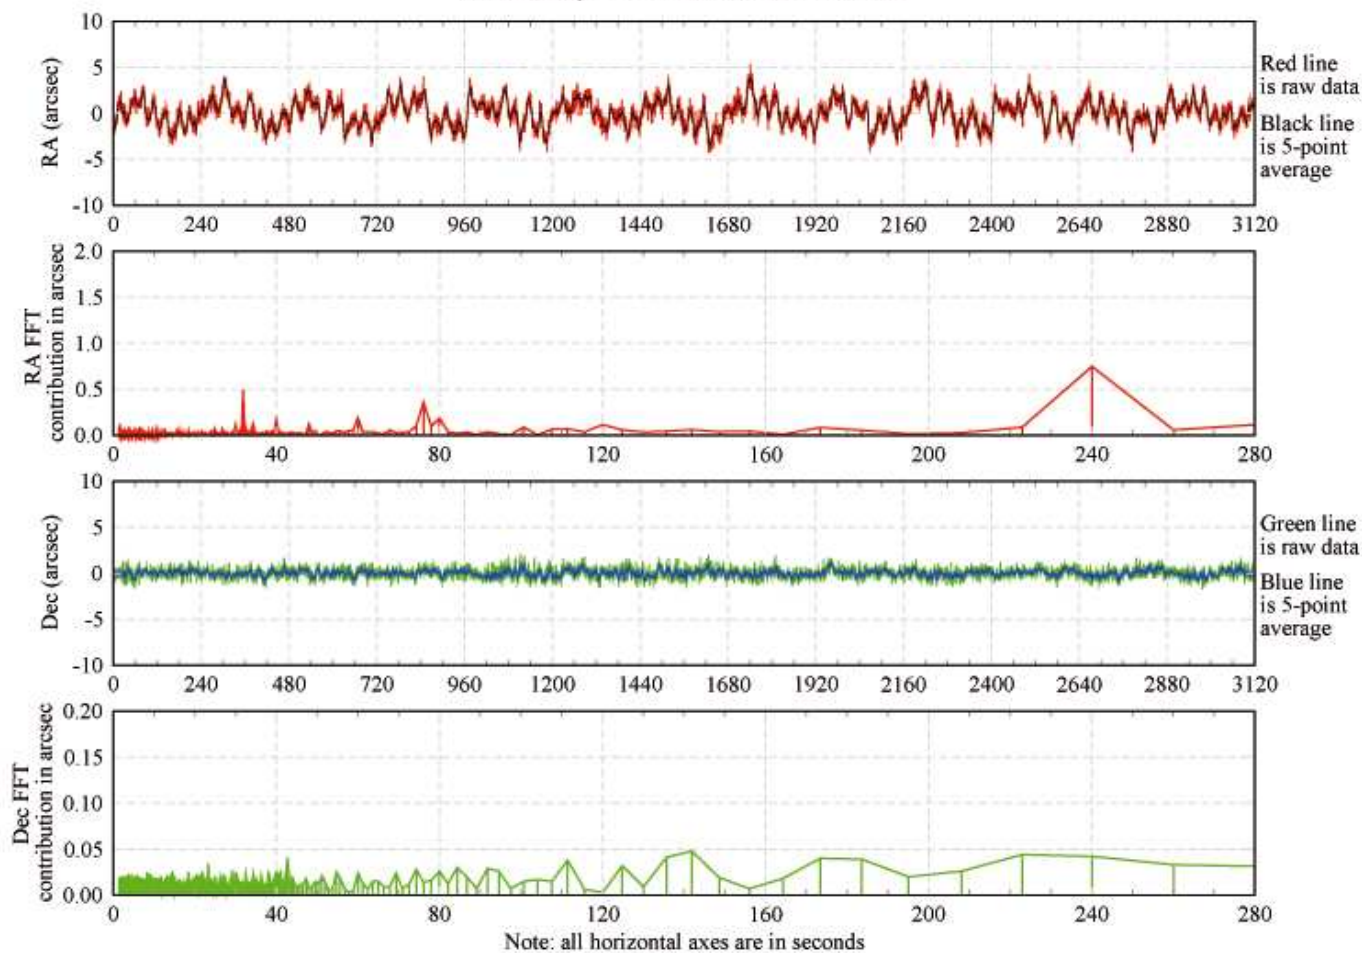 10
5
0
-5
-10
RA (arcsec)
Red line
is raw data
Black line
is 5-point
average
0 240 480 720 960 1200 1440 1680 1920 2160 2400 2640 2880 3120
2.0
1.5
1.0
0.5
0.0
RA FFT
contribution in arcsec
0 40 80 120 160 200 240 280
10
5
0
-5
-10
Dec (arcsec)
Green line
is raw data
Blue line
is 5-point
average
0 240 480 720 960 1200 1440 1680 1920 2160 2400 2640 2880 3120
0.20
0.15
0.10
0.05
0.00
Dec FFT
contribution in arcsec
0 40 80 120 160 200 240 280
Note: all horizontal axes are in seconds